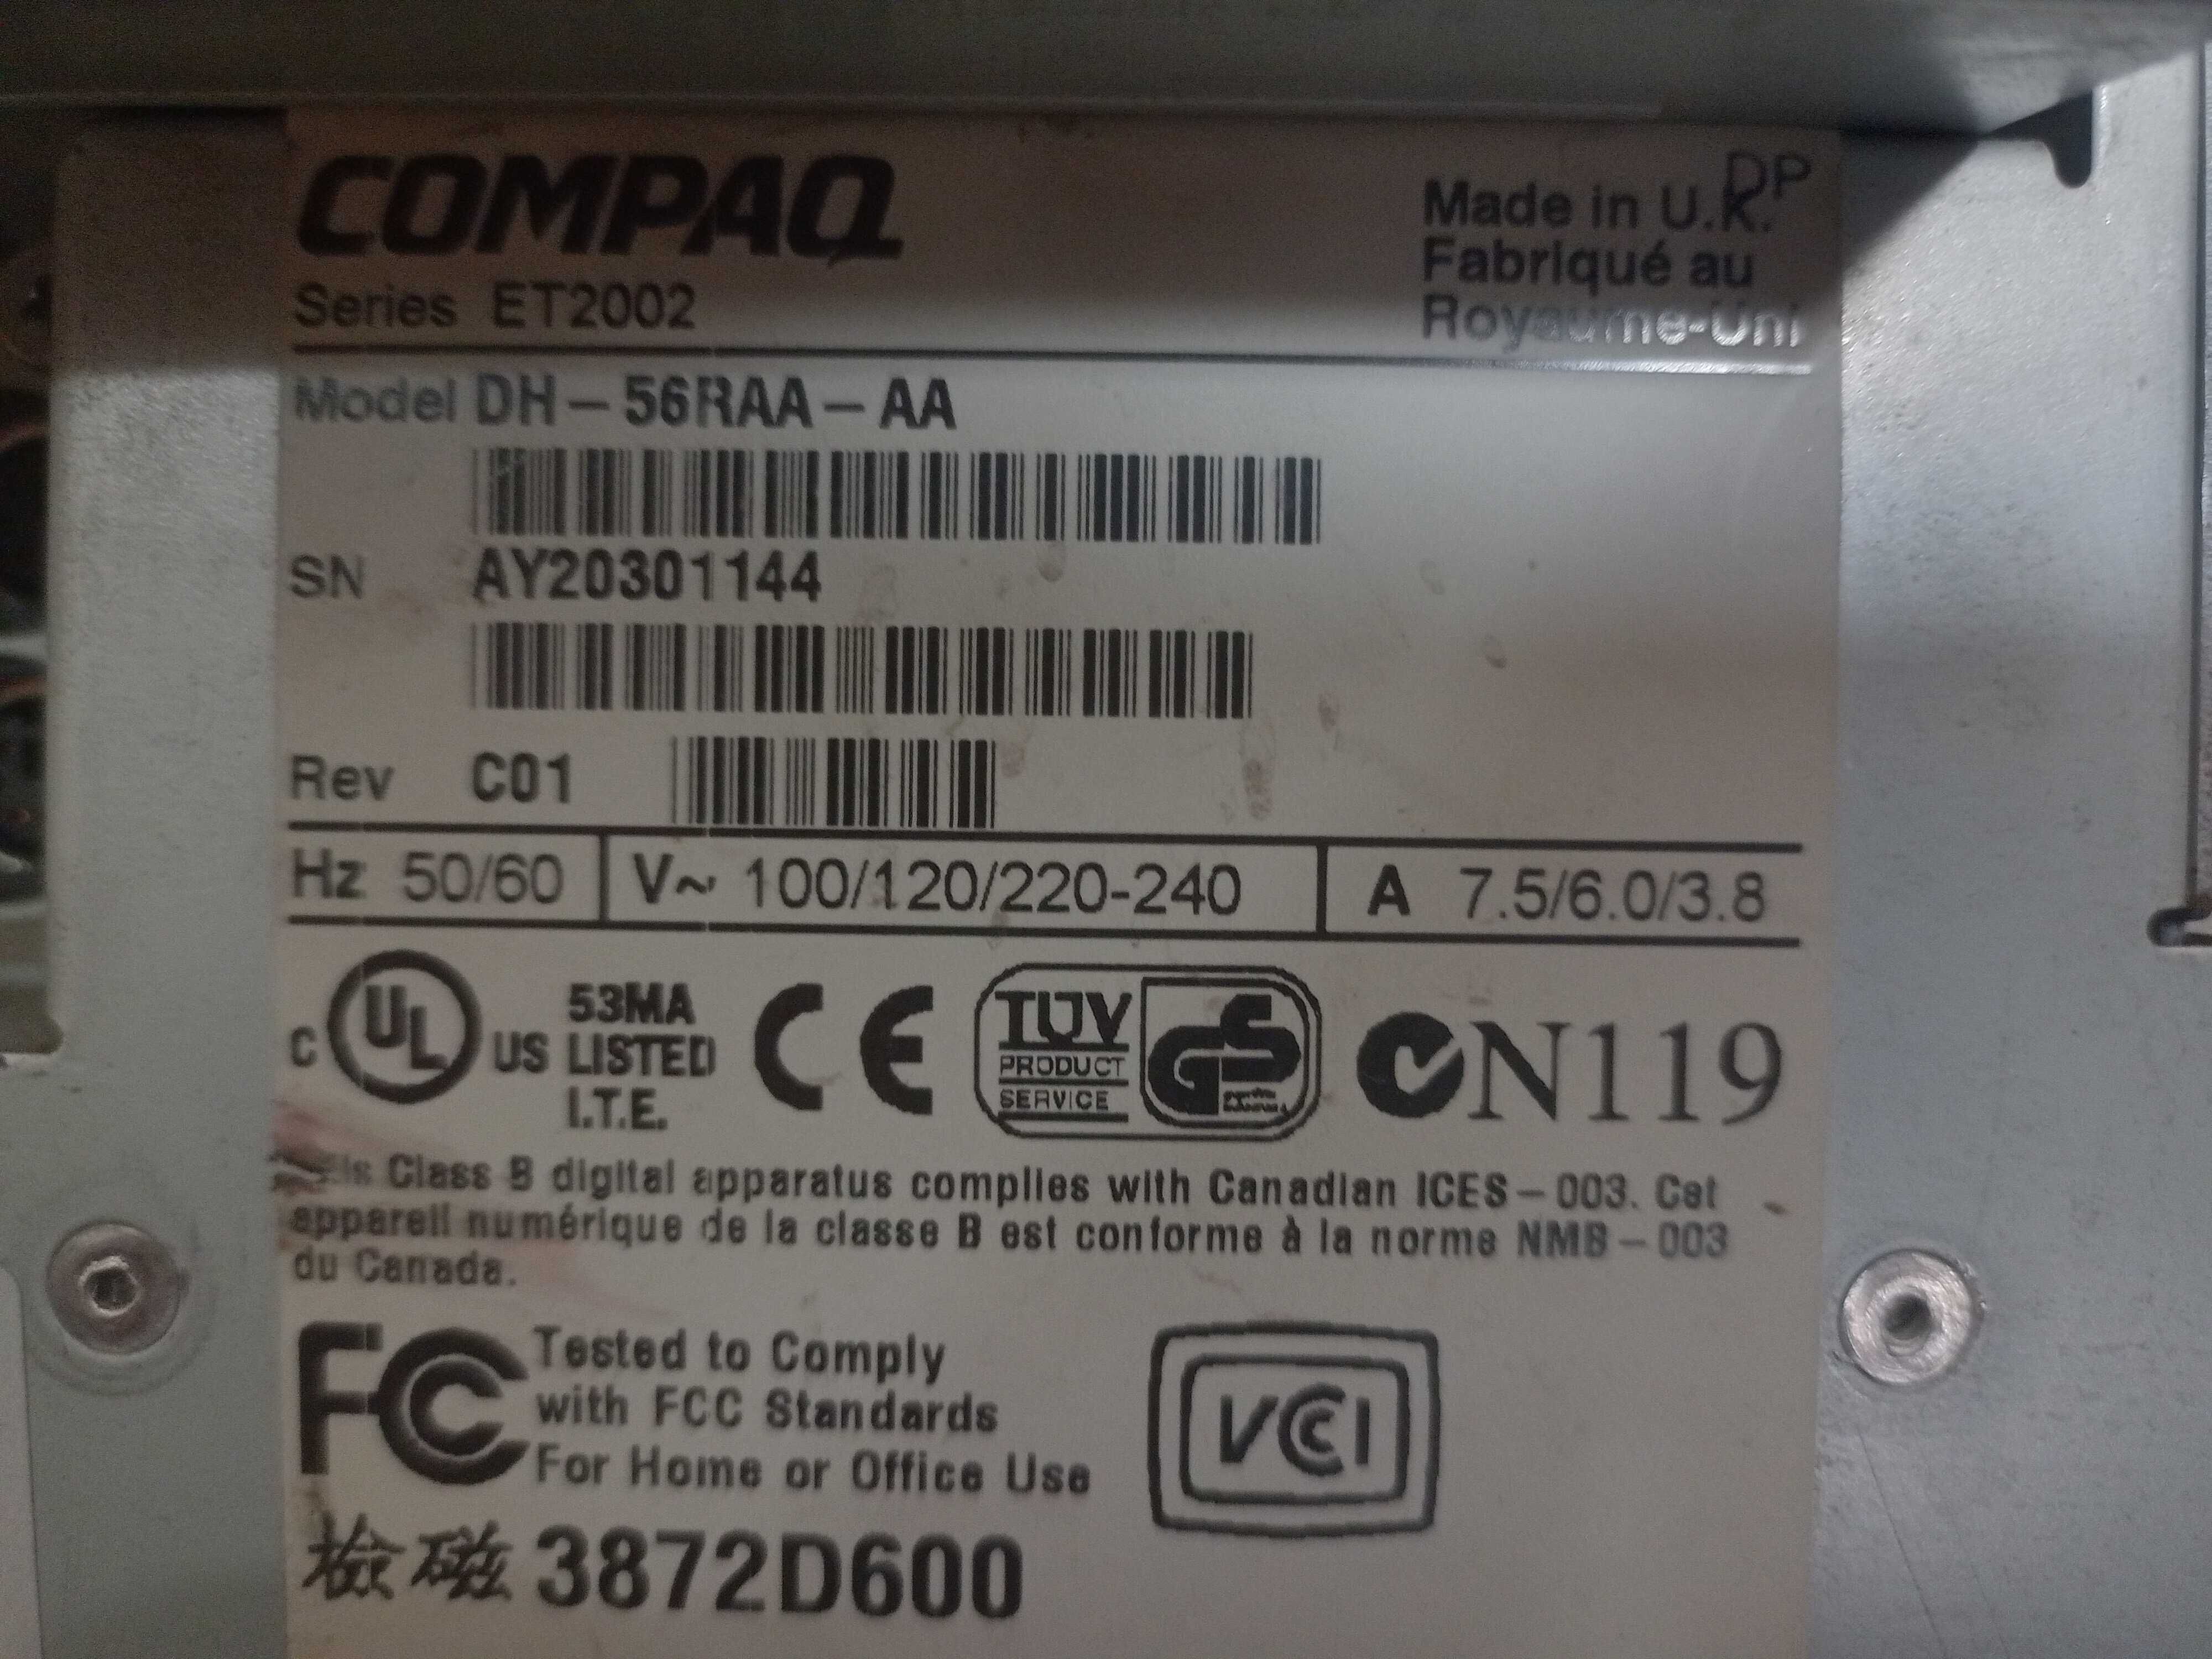 COMPAQ
Series ET2002
DP
Made in U.K.
Fabriqué au
Royaume-Uni
Model DH-56RAA-AA
SN AY20301144
Rev C01
Hz 50/60 V~ 100/120/220-240 A 7.5/6.0/3.8
C UL US 53MA
LISTED
I.T.E.
CE
TÜV
PRODUCT
SERVICE
GS
N119
Class B digital apparatus complies with Canadian ICES-003. Cet
appareil numérique de la classe B est conforme à la norme NMB-003
du Canada.
FC Tested to Comply
with FCC Standards
For Home or Office Use
VCCI
檢磁 3872D600